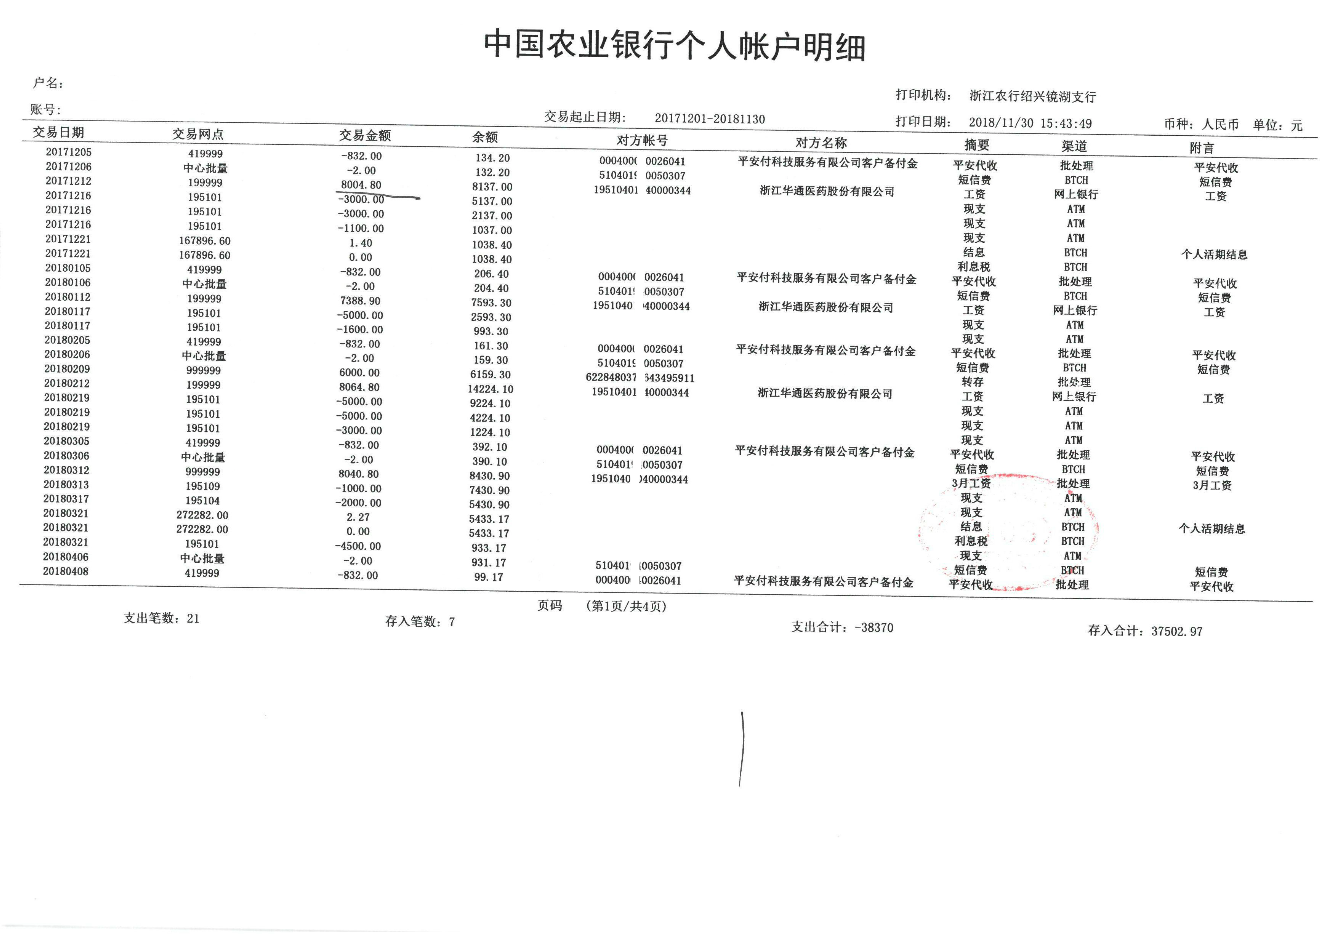 中国农业银行个人帐户明细
户名：
打印机构： 浙江农行绍兴镜湖支行
账号： 交易起止日期： 20171201-20181130 打印日期： 2018/11/30 15:43:49 币种：人民币 单位：元
交易日期 交易网点 交易金额 余额 对方帐号 对方名称 摘要 渠道 附言
20171205 419999 -832.00 134.20 000400( 0026041 平安付科技服务有限公司客户备付金 平安代收 批处理 平安代收
20171206 中心批量 -2.00 132.20 510401 0050307 短信费 BTCH 短信费
20171212 199999 8004.80 8137.00 19510401 40000344 浙江华通医药股份有限公司 工资 网上银行 工资
20171216 195101 -3000.00 5137.00 现支 ATM
20171216 195101 -3000.00 2137.00 现支 ATM
20171216 195101 -1100.00 1037.00 现支 ATM
20171221 167896.60 1.40 1038.40 结息 BTCH 个人活期结息
20171221 167896.60 0.00 1038.40 利息税 BTCH
20180105 419999 -832.00 206.40 000400 0026041 平安付科技服务有限公司客户备付金 平安代收 批处理 平安代收
20180106 中心批量 -2.00 204.40 510401 0050307 短信费 BTCH 短信费
20180112 199999 7388.90 7593.30 1951040 40000344 浙江华通医药股份有限公司 工资 网上银行 工资
20180117 195101 -5000.00 2593.30 现支 ATM
20180117 195101 -1600.00 993.30 现支 ATM
20180205 419999 -832.00 161.30 000400 0026041 平安付科技服务有限公司客户备付金 平安代收 批处理 平安代收
20180206 中心批量 -2.00 159.30 510401 0050307 短信费 BTCH 短信费
20180209 999999 6000.00 6159.30 622848037 643495911 转存 批处理
20180212 199999 8064.80 14224.10 19510401 40000344 浙江华通医药股份有限公司 工资 网上银行 工资
20180219 195101 -5000.00 9224.10 现支 ATM
20180219 195101 -5000.00 4224.10 现支 ATM
20180219 195101 -3000.00 1224.10 现支 ATM
20180305 419999 -832.00 392.10 000400 0026041 平安付科技服务有限公司客户备付金 平安代收 批处理 平安代收
20180306 中心批量 -2.00 390.10 510401 0050307 短信费 BTCH 短信费
20180312 999999 8040.80 8430.90 1951040 40000344 3月工资 批处理 3月工资
20180313 195109 -1000.00 7430.90 现支 ATM
20180317 195104 -2000.00 5430.90 现支 ATM
20180321 272282.00 2.27 5433.17 结息 BTCH 个人活期结息
20180321 272282.00 0.00 5433.17 利息税 BTCH
20180321 195101 -4500.00 933.17 现支 ATM
20180406 中心批量 -2.00 931.17 510401 0050307 短信费 BTCH 短信费
20180408 419999 -832.00 99.17 000400 0026041 平安付科技服务有限公司客户备付金 平安代收 批处理 平安代收
页码 （第1页/共4页）
支出笔数：21 存入笔数：7 支出合计：-38370 存入合计：37502.97